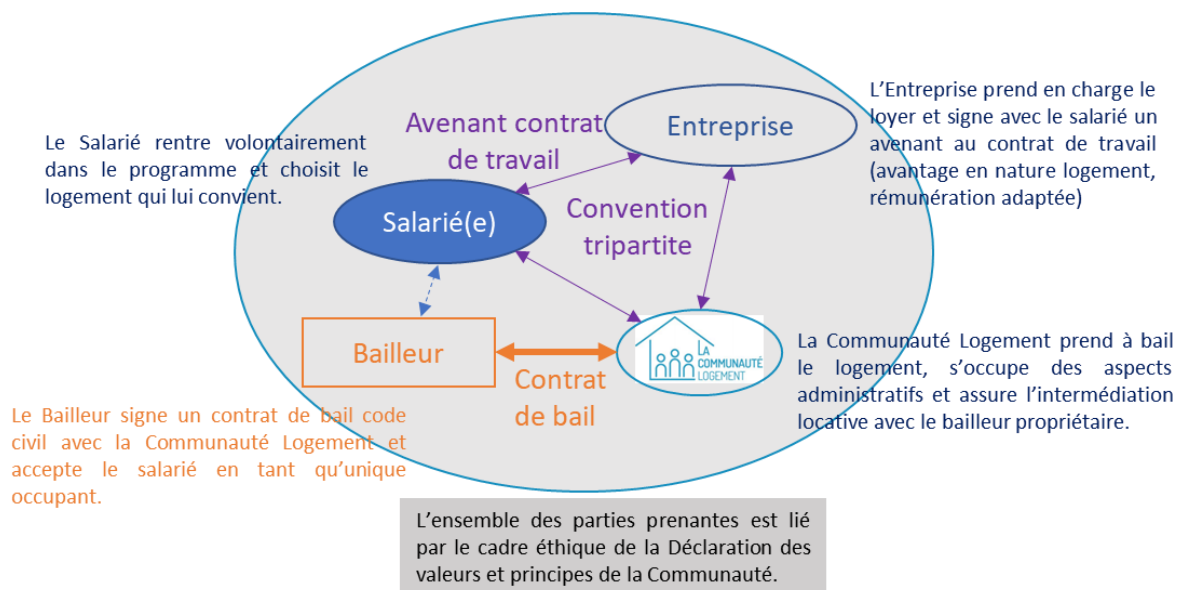 Le Salarié rentre volontairement
dans le programme et choisit le
logement qui lui convient.
Avenant contrat
de travail
Entreprise
L’Entreprise prend en charge le
loyer et signe avec le salarié un
avenant au contrat de travail
(avantage en nature logement,
rémunération adaptée)
Salarié(e)
Convention
tripartite
Bailleur
Contrat
de bail
LA
COMMUNAUTÉ
LOGEMENT
La Communauté Logement prend à bail
le logement, s’occupe des aspects
administratifs et assure l’intermédiation
locative avec le bailleur propriétaire.
Le Bailleur signe un contrat de bail code
civil avec la Communauté Logement et
accepte le salarié en tant qu’unique
occupant.
L’ensemble des parties prenantes est lié
par le cadre éthique de la Déclaration des
valeurs et principes de la Communauté.